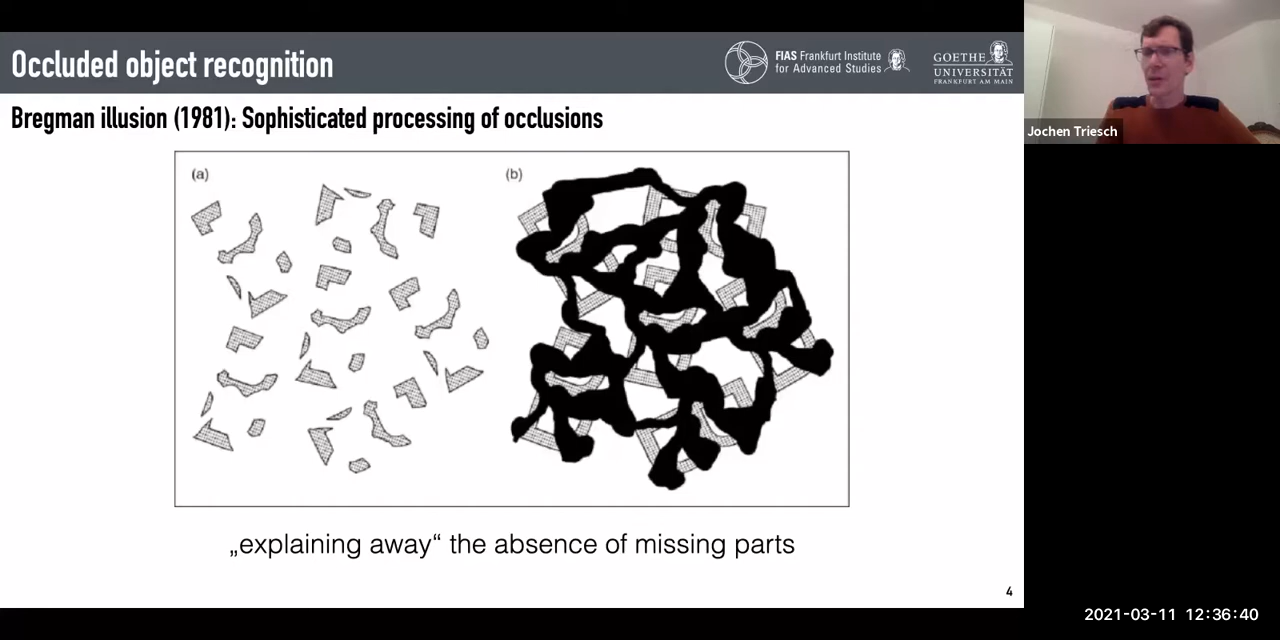 Occluded object recognition
FIAS Frankfurt Institute
for Advanced Studies
GOETHE
UNIVERSITÄT
FRANKFURT AM MAIN
Bregman illusion (1981): Sophisticated processing of occlusions
Jochen Triesch
(a)
(b)
„explaining away“ the absence of missing parts
4
2021-03-11 12:36:40